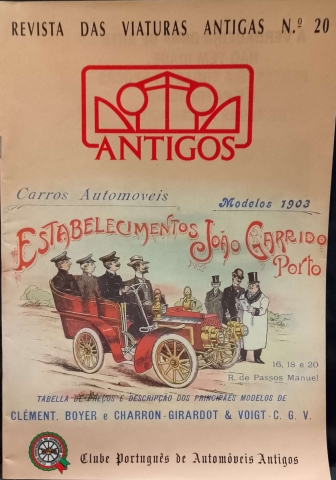 REVISTA DAS VIATURAS ANTIGAS N.º 20
ANTIGOS
Carros Automoveis
Modelos 1903
ESTABELECIMENTOS JOÃO GARRIDO
PORTO
16, 18 e 20
R. de Passos Manuel
TABELLA DE PREÇOS E DESCRIPÇÃO DOS PRINCIPAES MODELOS DE
CLÉMENT, BOYER e CHARRON-GIRARDOT & VOIGT-C. G. V.
Clube Português de Automóveis Antigos